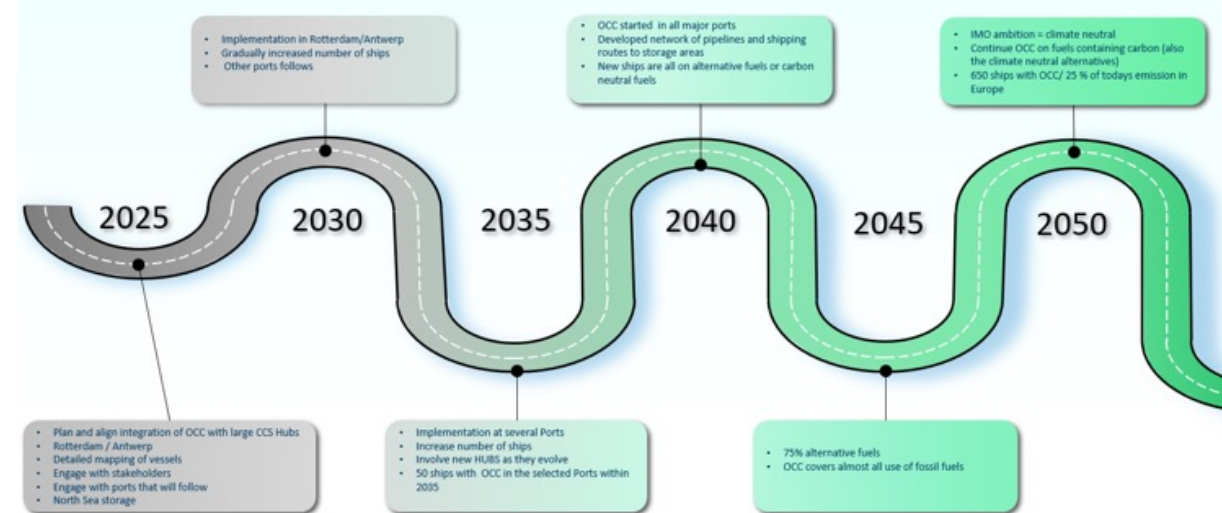 Implementation in Rotterdam/Antwerp
Gradually increased number of ships
Other ports follows
OCC started in all major ports
Developed network of pipelines and shipping
routes to storage areas
New ships are all on alternative fuels or carbon
neutral fuels
IMO ambition = climate neutral
Continue OCC on fuels containing carbon (also
the climate neutral alternatives)
650 ships with OCC/ 25 % of todays emission in
Europe
2025
2030
2035
2040
2045
2050
Plan and align integration of OCC with large CCS Hubs
Rotterdam / Antwerp
Detailed mapping of vessels
Engage with stakeholders
Engage with ports that will follow
North Sea storage
Implementation at several Ports
Increase number of ships
Involve new HUBS as they evolve
50 ships with OCC in the selected Ports within
2035
75% alternative fuels
OCC covers almost all use of fossil fuels